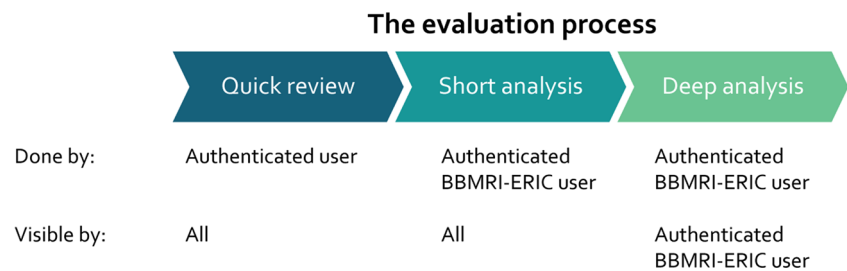 The evaluation process
Quick review Short analysis Deep analysis
Done by: Authenticated user Authenticated Authenticated
BBMRI-ERIC user BBMRI-ERIC user
Visible by: All All Authenticated
BBMRI-ERIC user